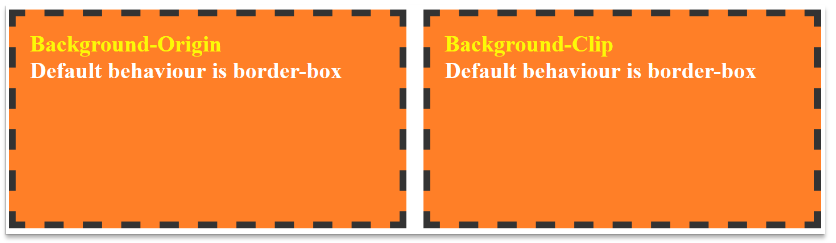 Background-Origin
Default behaviour is border-box
Background-Clip
Default behaviour is border-box